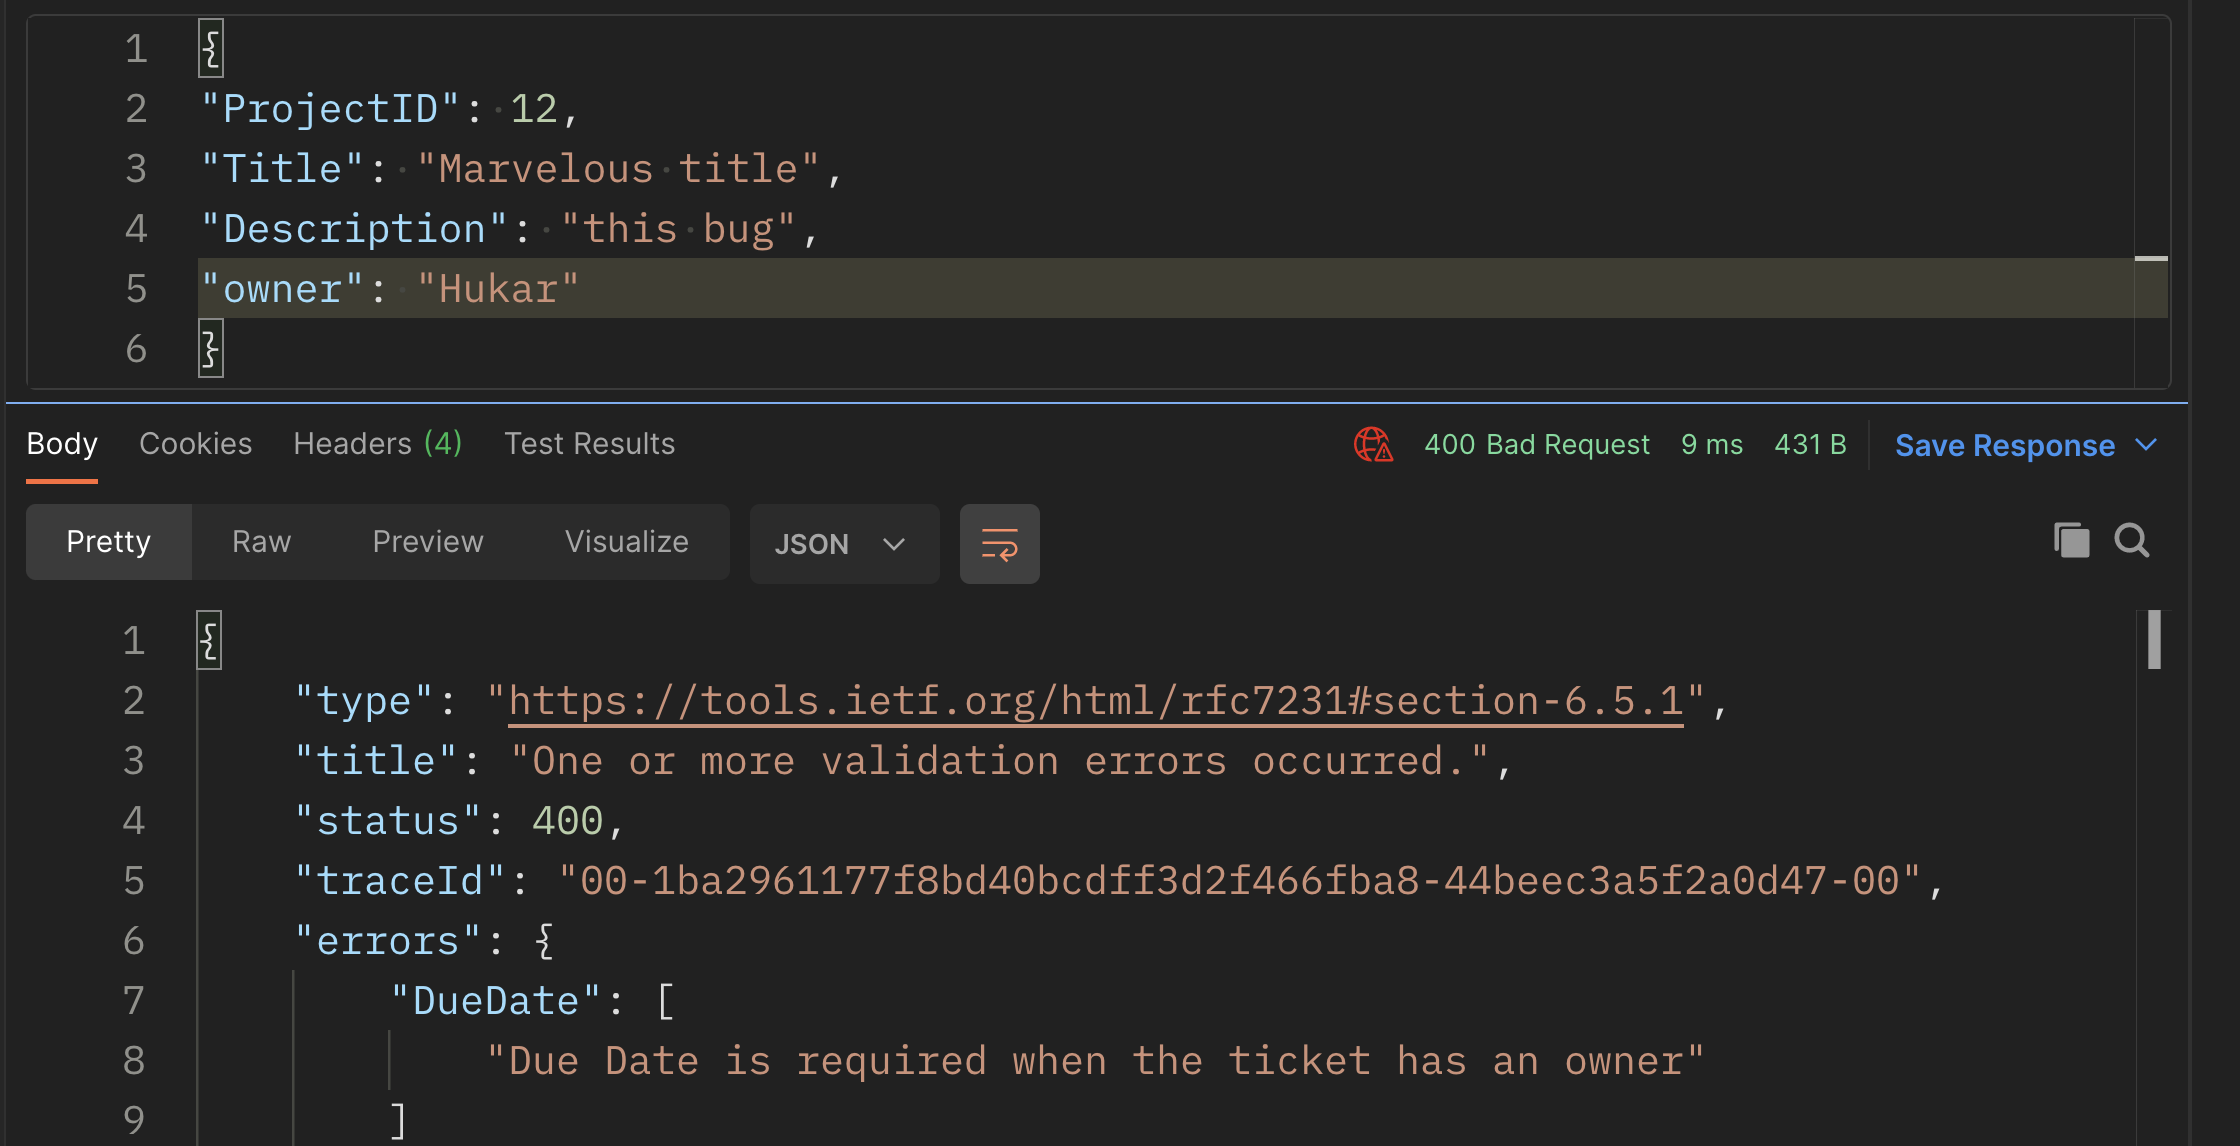 1 {
2 "ProjectID": 12,
3 "Title": "Marvelous title",
4 "Description": "this bug",
5 "owner": "Hukar"
6 }
Body Cookies Headers (4) Test Results 400 Bad Request 9 ms 431 B Save Response
Pretty Raw Preview Visualize JSON
1 {
2 "type": "https://tools.ietf.org/html/rfc7231#section-6.5.1",
3 "title": "One or more validation errors occurred.",
4 "status": 400,
5 "traceId": "00-1ba2961177f8bd40bcdff3d2f466fba8-44beec3a5f2a0d47-00",
6 "errors": {
7 "DueDate": [
8 "Due Date is required when the ticket has an owner"
9 ]